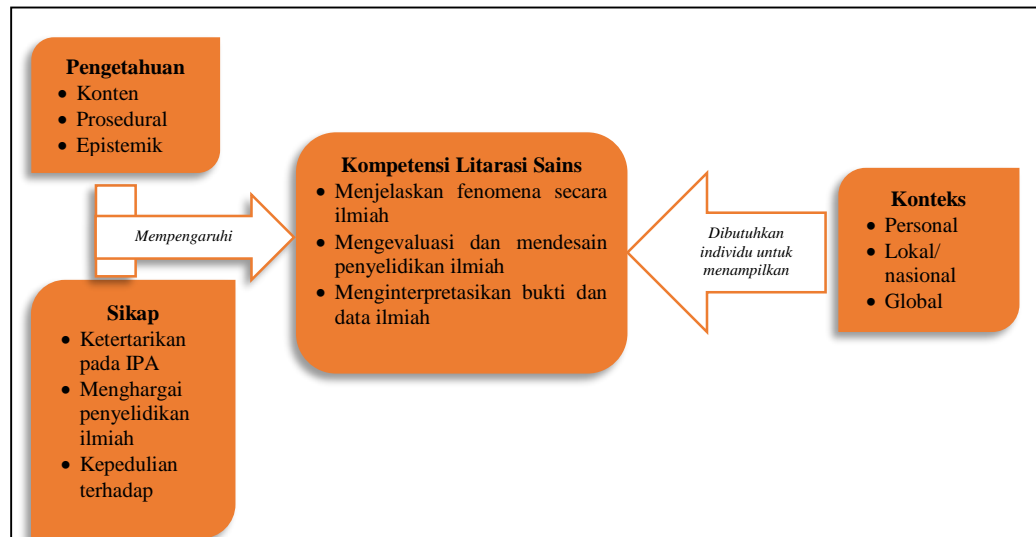 Pengetahuan
• Konten
• Prosedural
• Epistemik
Mempengaruhi
Sikap
• Ketertarikan
pada IPA
• Menghargai
penyelidikan
ilmiah
• Kepedulian
terhadap
Kompetensi Litarasi Sains
• Menjelaskan fenomena secara
ilmiah
• Mengevaluasi dan mendesain
penyelidikan ilmiah
• Menginterpretasikan bukti dan
data ilmiah
Dibutuhkan
individu untuk
menampilkan
Konteks
• Personal
• Lokal/
nasional
• Global